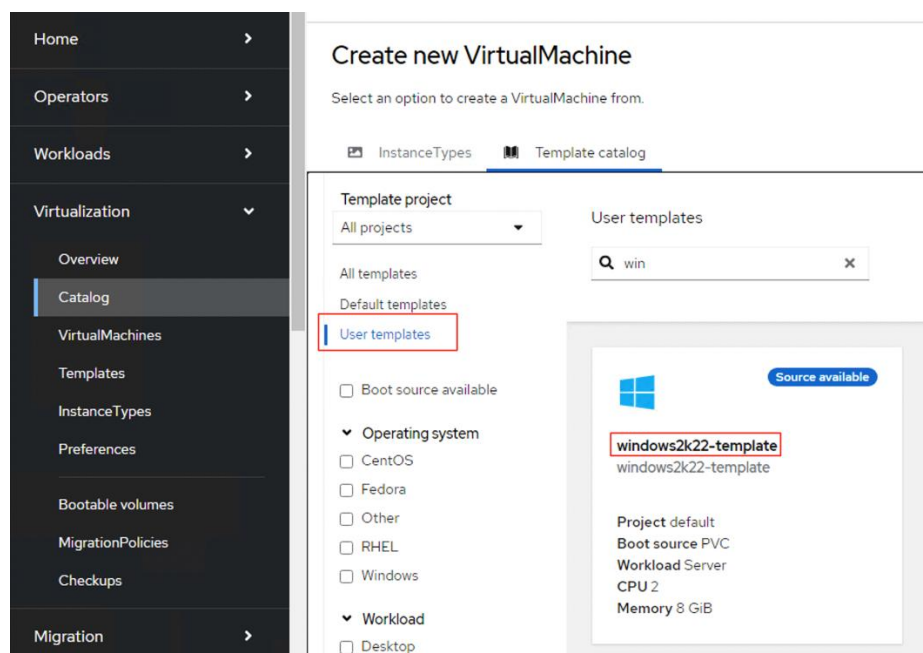 Home
Operators
Workloads
Virtualization
Overview
Catalog
VirtualMachines
Templates
InstanceTypes
Preferences
Bootable volumes
MigrationPolicies
Checkups
Migration
Create new VirtualMachine
Select an option to create a VirtualMachine from.
InstanceTypes
Template catalog
Template project
All projects
All templates
Default templates
User templates
Boot source available
Operating system
CentOS
Fedora
Other
RHEL
Windows
Workload
Desktop
User templates
win
Source available
windows2k22-template
windows2k22-template
Project default
Boot source PVC
Workload Server
CPU 2
Memory 8 GiB